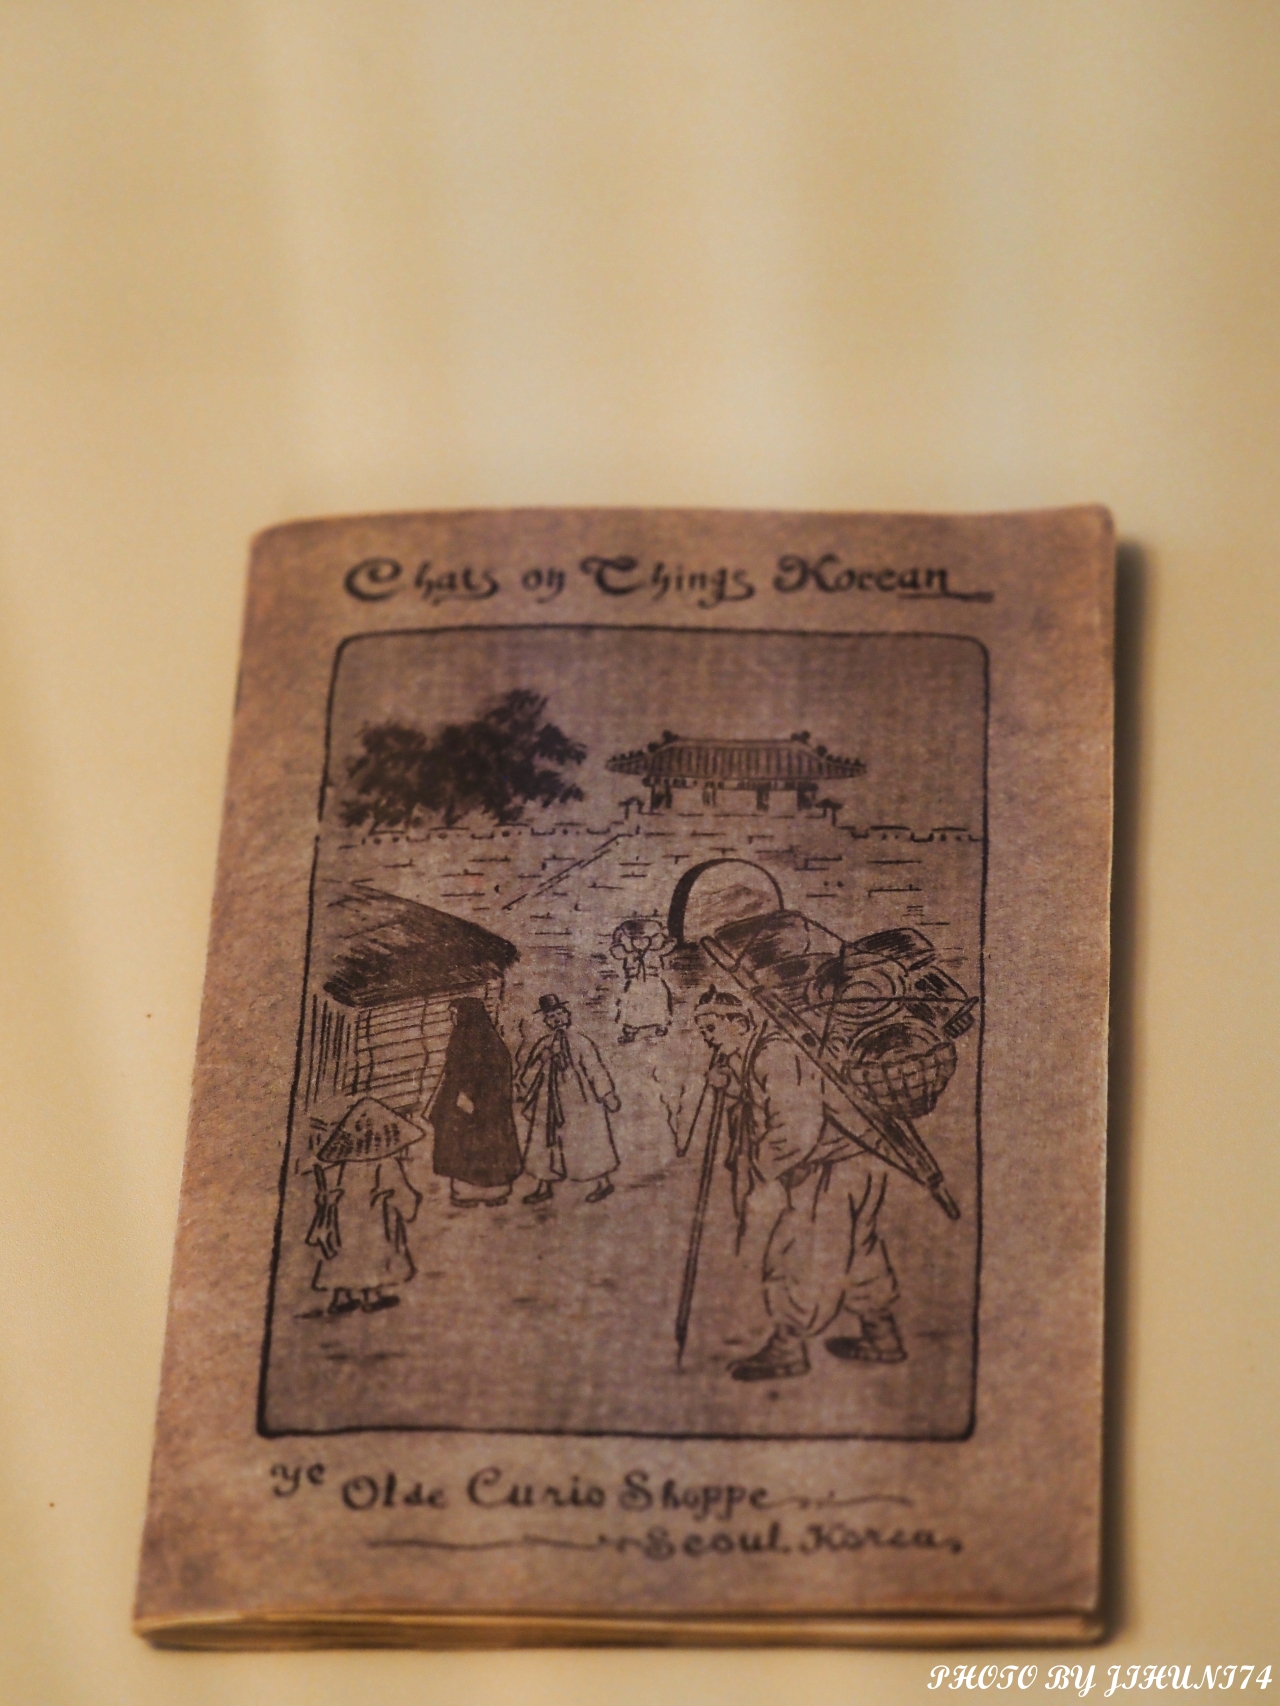 Chats on Things Korean
ye Olde Curio Shoppe
Seoul, Korea,
PHOTO BY JIHUNI74